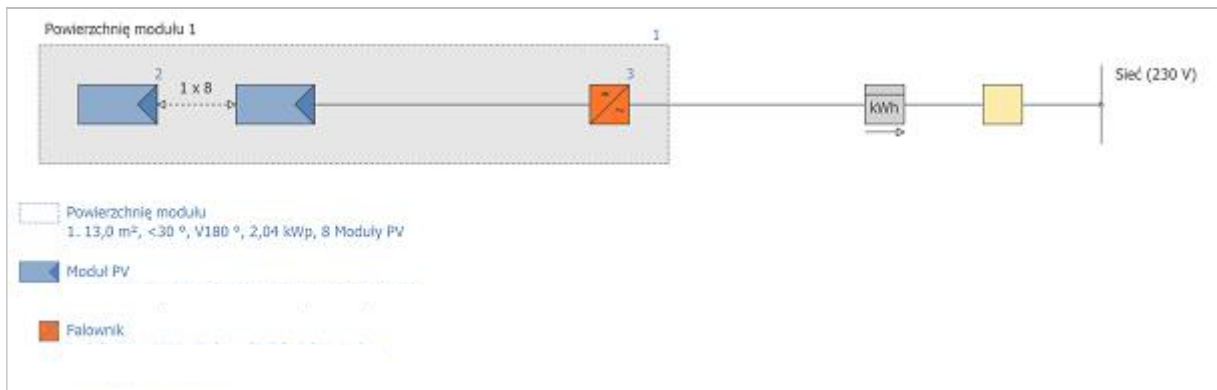 Powierzchnię modułu 1
1
2
1 x 8
3
kWh
Sieć (230 V)
Powierzchnię modułu
1. 13,0 m², <30 °, V180 °, 2,04 kWp, 8 Moduły PV
Moduł PV
Falownik